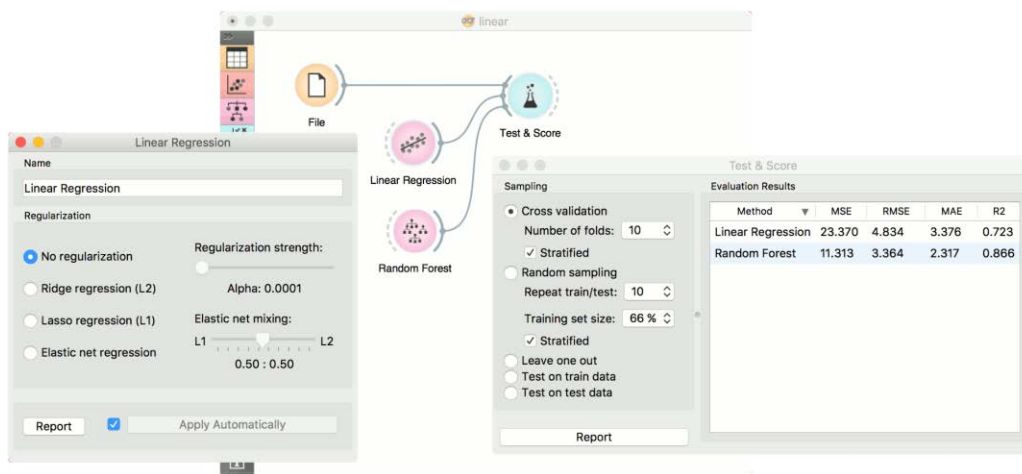 linear
File
Test & Score
Linear Regression
Random Forest
Linear Regression
Name
Linear Regression
Regularization
No regularization
Ridge regression (L2)
Lasso regression (L1)
Elastic net regression
Regularization strength:
Alpha: 0.0001
Elastic net mixing:
L1 L2
0.50 : 0.50
Report Apply Automatically
Test & Score
Sampling
Cross validation
Number of folds: 10
Stratified
Random sampling
Repeat train/test: 10
Training set size: 66 %
Stratified
Leave one out
Test on train data
Test on test data
Report
Evaluation Results
Method MSE RMSE MAE R2
Linear Regression 23.370 4.834 3.376 0.723
Random Forest 11.313 3.364 2.317 0.866